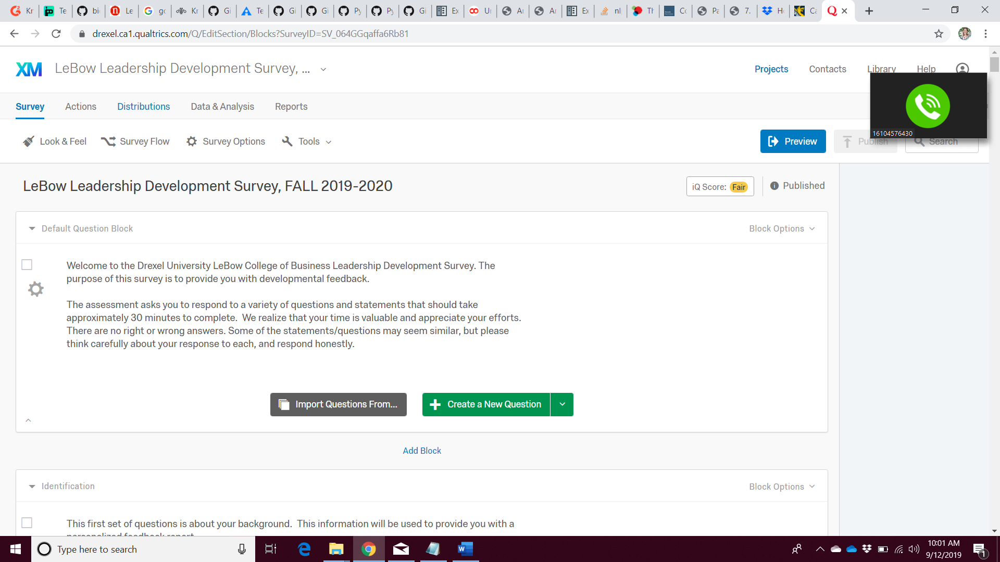 Kr Te bi Le go Kr Gi Te Gi Gi Py Py Gi Ex Ur Ar Ar Ex nl Th Co Pa 7. Ho Ca
drexel.ca1.qualtrics.com/Q/EditSection/Blocks?SurveyID=SV_064GGqaffa6Rb81
XM LeBow Leadership Development Survey, ... Projects Contacts Library Help
Survey Actions Distributions Data & Analysis Reports
16104576430
Look & Feel Survey Flow Survey Options Tools Preview Publish Search
LeBow Leadership Development Survey, FALL 2019-2020 iQ Score: Fair Published
Default Question Block Block Options
Welcome to the Drexel University LeBow College of Business Leadership Development Survey. The
purpose of this survey is to provide you with developmental feedback.
The assessment asks you to respond to a variety of questions and statements that should take
approximately 30 minutes to complete. We realize that your time is valuable and appreciate your efforts.
There are no right or wrong answers. Some of the statements/questions may seem similar, but please
think carefully about your response to each, and respond honestly.
Import Questions From... Create a New Question
Add Block
Identification Block Options
This first set of questions is about your background. This information will be used to provide you with a
personalized feedback report.
Type here to search
10:01 AM
9/12/2019
1